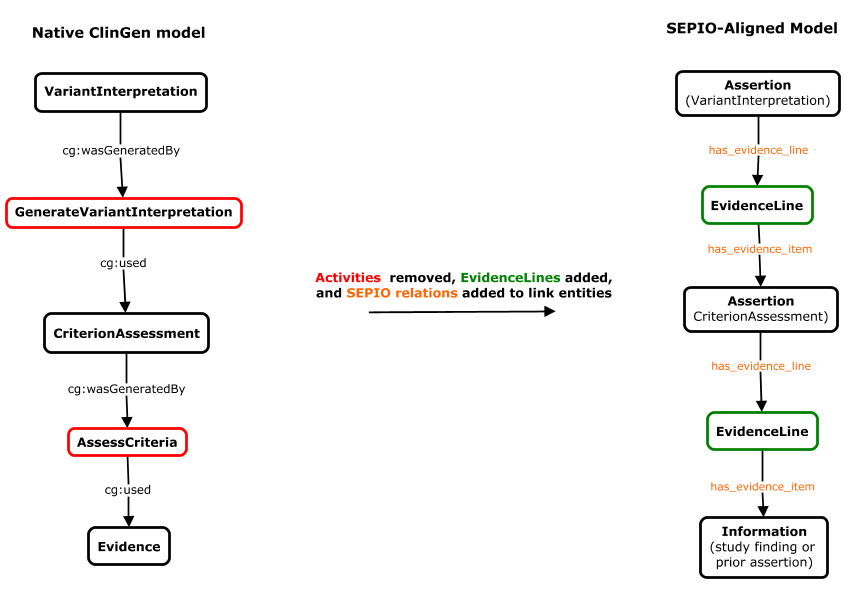 Native ClinGen model
VariantInterpretation
cg:wasGeneratedBy
GenerateVariantInterpretation
cg:used
CriterionAssessment
cg:wasGeneratedBy
AssessCriteria
cg:used
Evidence
Activities removed, EvidenceLines added,
and SEPIO relations added to link entities
SEPIO-Aligned Model
Assertion
(VariantInterpretation)
has_evidence_line
EvidenceLine
has_evidence_item
Assertion
CriterionAssessment)
has_evidence_line
EvidenceLine
has_evidence_item
Information
(study finding or
prior assertion)